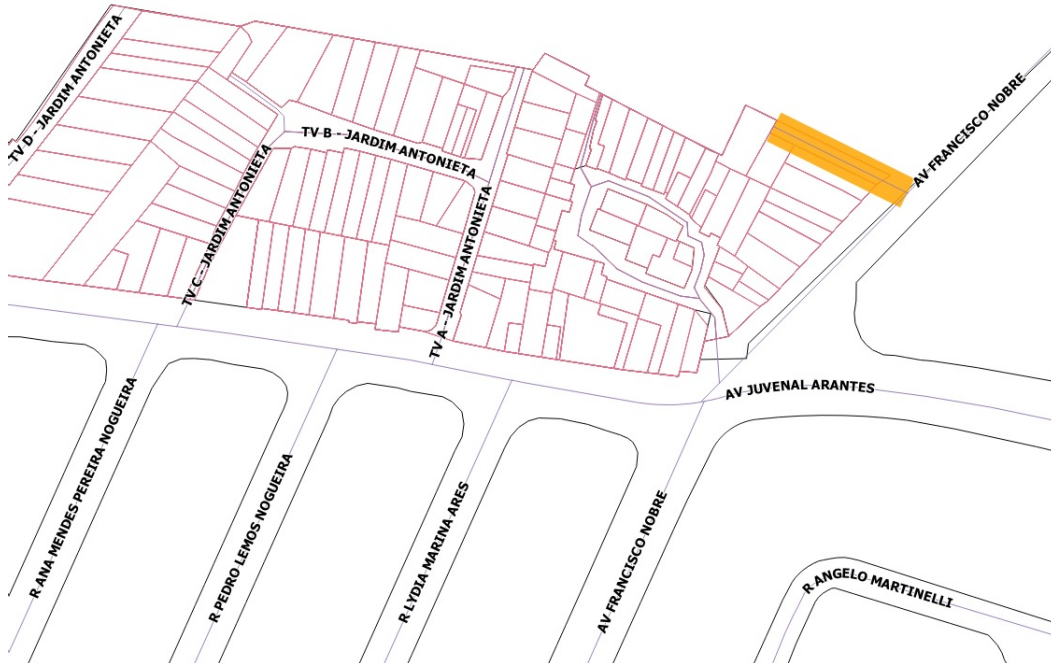 TV D - JARDIM ANTONIETA
AV FRANCISCO NOBRE
TV B - JARDIM ANTONIETA
TV C - JARDIM ANTONIETA
TV A - JARDIM ANTONIETA
AV JUVENAL ARANTES
R ANA MENDES PEREIRA NOGUEIRA
R PEDRO LEMOS NOGUEIRA
R LYDIA MARINA ARES
AV FRANCISCO NOBRE
R ANGELO MARTINELLI